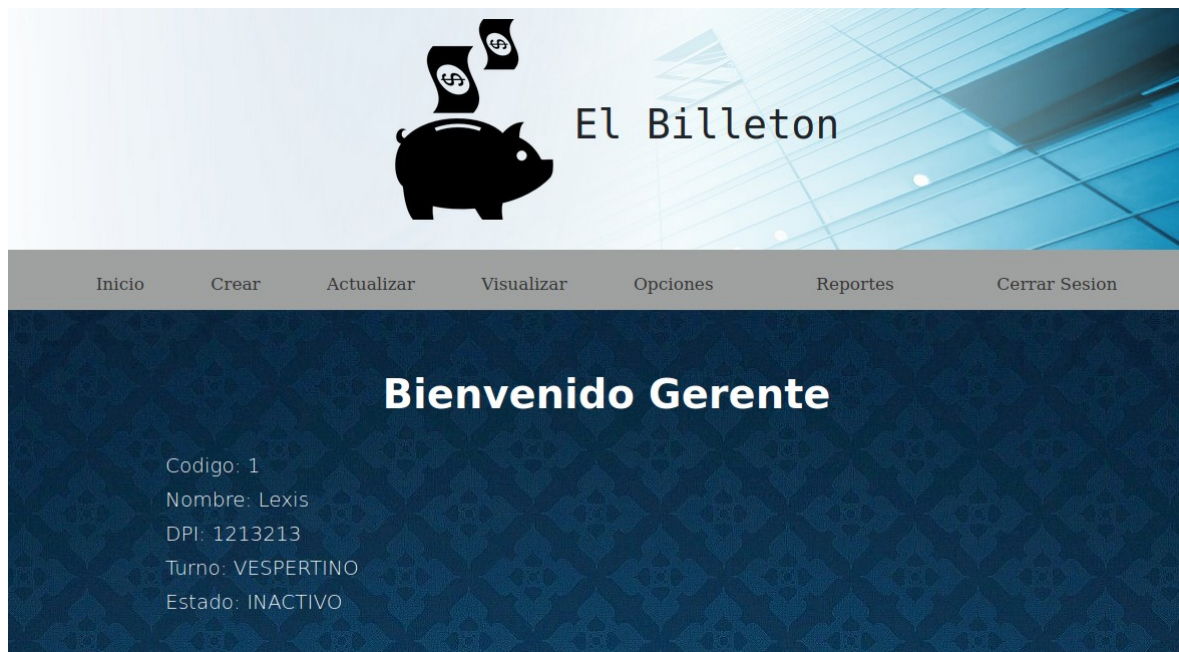 $
$
El Billeton
Inicio Crear Actualizar Visualizar Opciones Reportes Cerrar Sesion
Bienvenido Gerente
Codigo: 1
Nombre: Lexis
DPI: 1213213
Turno: VESPERTINO
Estado: INACTIVO